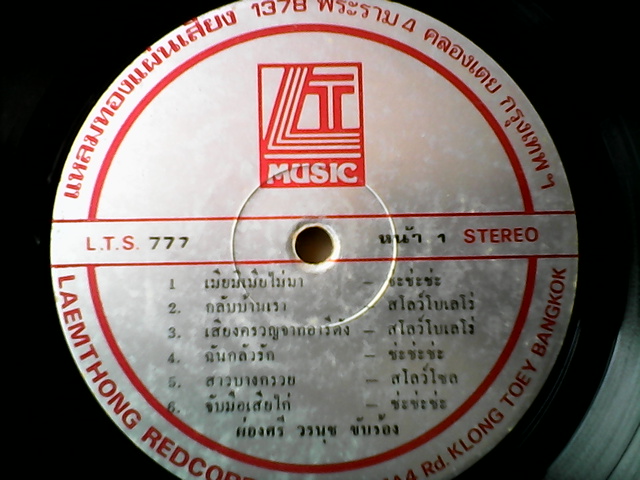 แหลมทองแผ่นเสียง 1378 พระราม 4 คลองเตย กรุงเทพฯ
LT
MUSIC
L.T.S. 777 หน้า 1 STEREO
1 เมียมีเมียไม่มา – ช่ะช่ะช่ะ
2. กลับบ้านเรา – สโลว์โบเลโร่
3. เสียงครวญจากอารีดัง – สโลว์โบเลโร่
4. ฉันกลัวรัก – ช่ะช่ะช่ะ
5. สาวบางกรวย – สโลว์โซล
6. จับมือเสียไก่ – ช่ะช่ะช่ะ
ผ่องศรี วรนุช ขับร้อง
LAEMTHONG Rd. KLONG TOEY BANGKOK